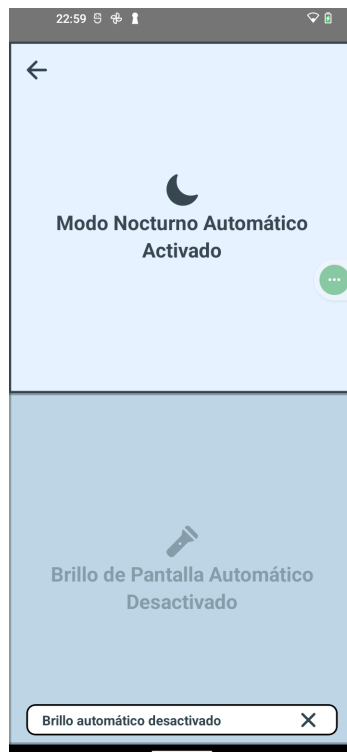 22:59
Modo Nocturno Automático
Activado
Brillo de Pantalla Automático
Desactivado
Brillo automático desactivado